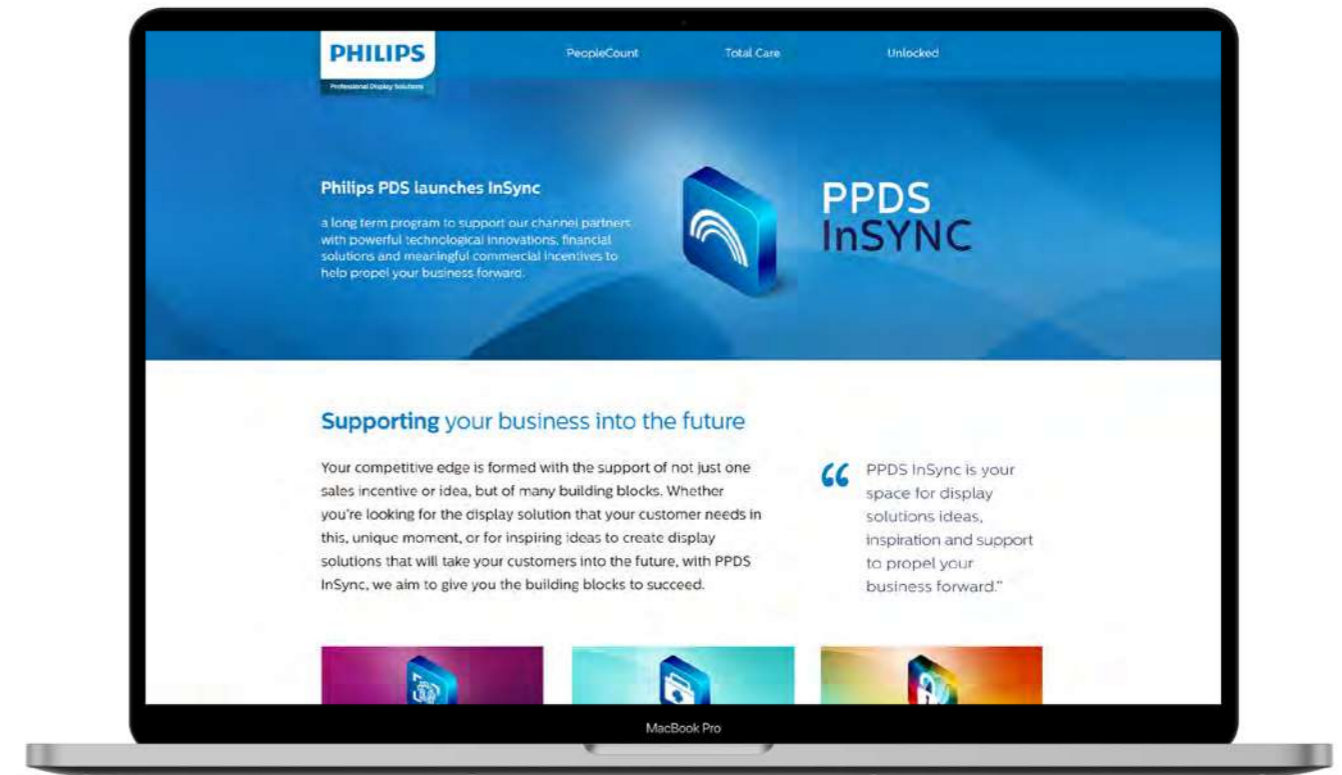 PHILIPS
PeopleCount
Total Care
Unlocked
Professional Display Solutions
Philips PDS launches InSync
a long term program to support our channel partners
with powerful technological innovations, financial
solutions and meaningful commercial incentives to
help propel your business forward.
PPDS
InSYNC
Supporting your business into the future
Your competitive edge is formed with the support of not just one
sales incentive or idea, but of many building blocks. Whether
you're looking for the display solution that your customer needs in
this, unique moment, or for inspiring ideas to create display
solutions that will take your customers into the future, with PPDS
InSync, we aim to give you the building blocks to succeed.
“ PPDS InSync is your
space for display
solutions ideas,
inspiration and support
to propel your
business forward.”
MacBook Pro